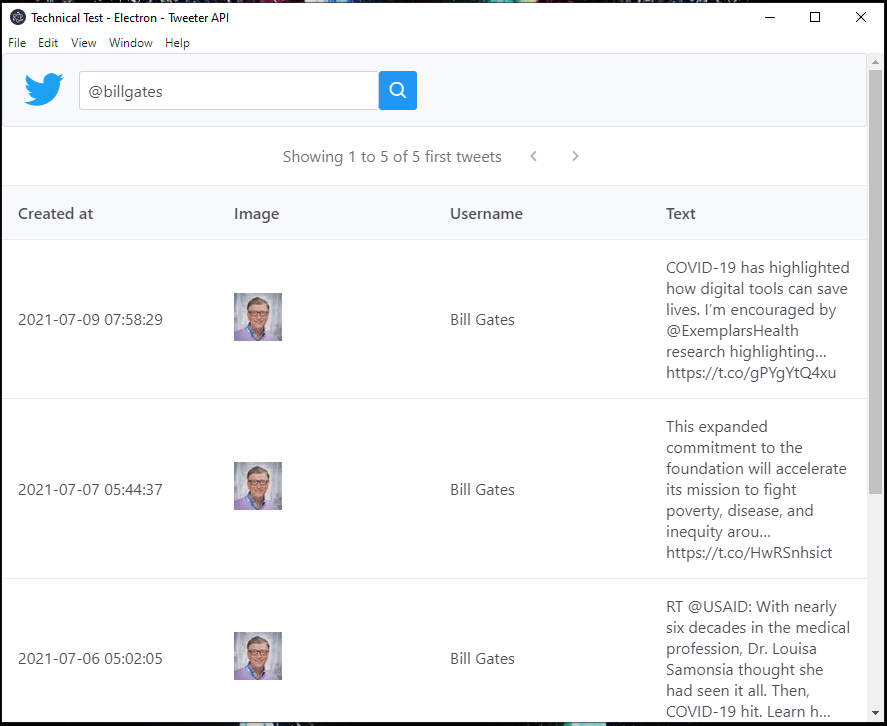 Technical Test - Electron - Tweeter API
File Edit View Window Help
@billgates
Showing 1 to 5 of 5 first tweets
Created at Image Username Text
2021-07-09 07:58:29 Bill Gates
COVID-19 has highlighted
how digital tools can save
lives. I'm encouraged by
@ExemplarsHealth
research highlighting...
https://t.co/gPYgYtQ4xu
2021-07-07 05:44:37 Bill Gates
This expanded
commitment to the
foundation will accelerate
its mission to fight
poverty, disease, and
inequity arou...
https://t.co/HwRSnhsict
2021-07-06 05:02:05 Bill Gates
RT @USAID: With nearly
six decades in the medical
profession, Dr. Louisa
Samonsia thought she
had seen it all. Then,
COVID-19 hit. Learn h...